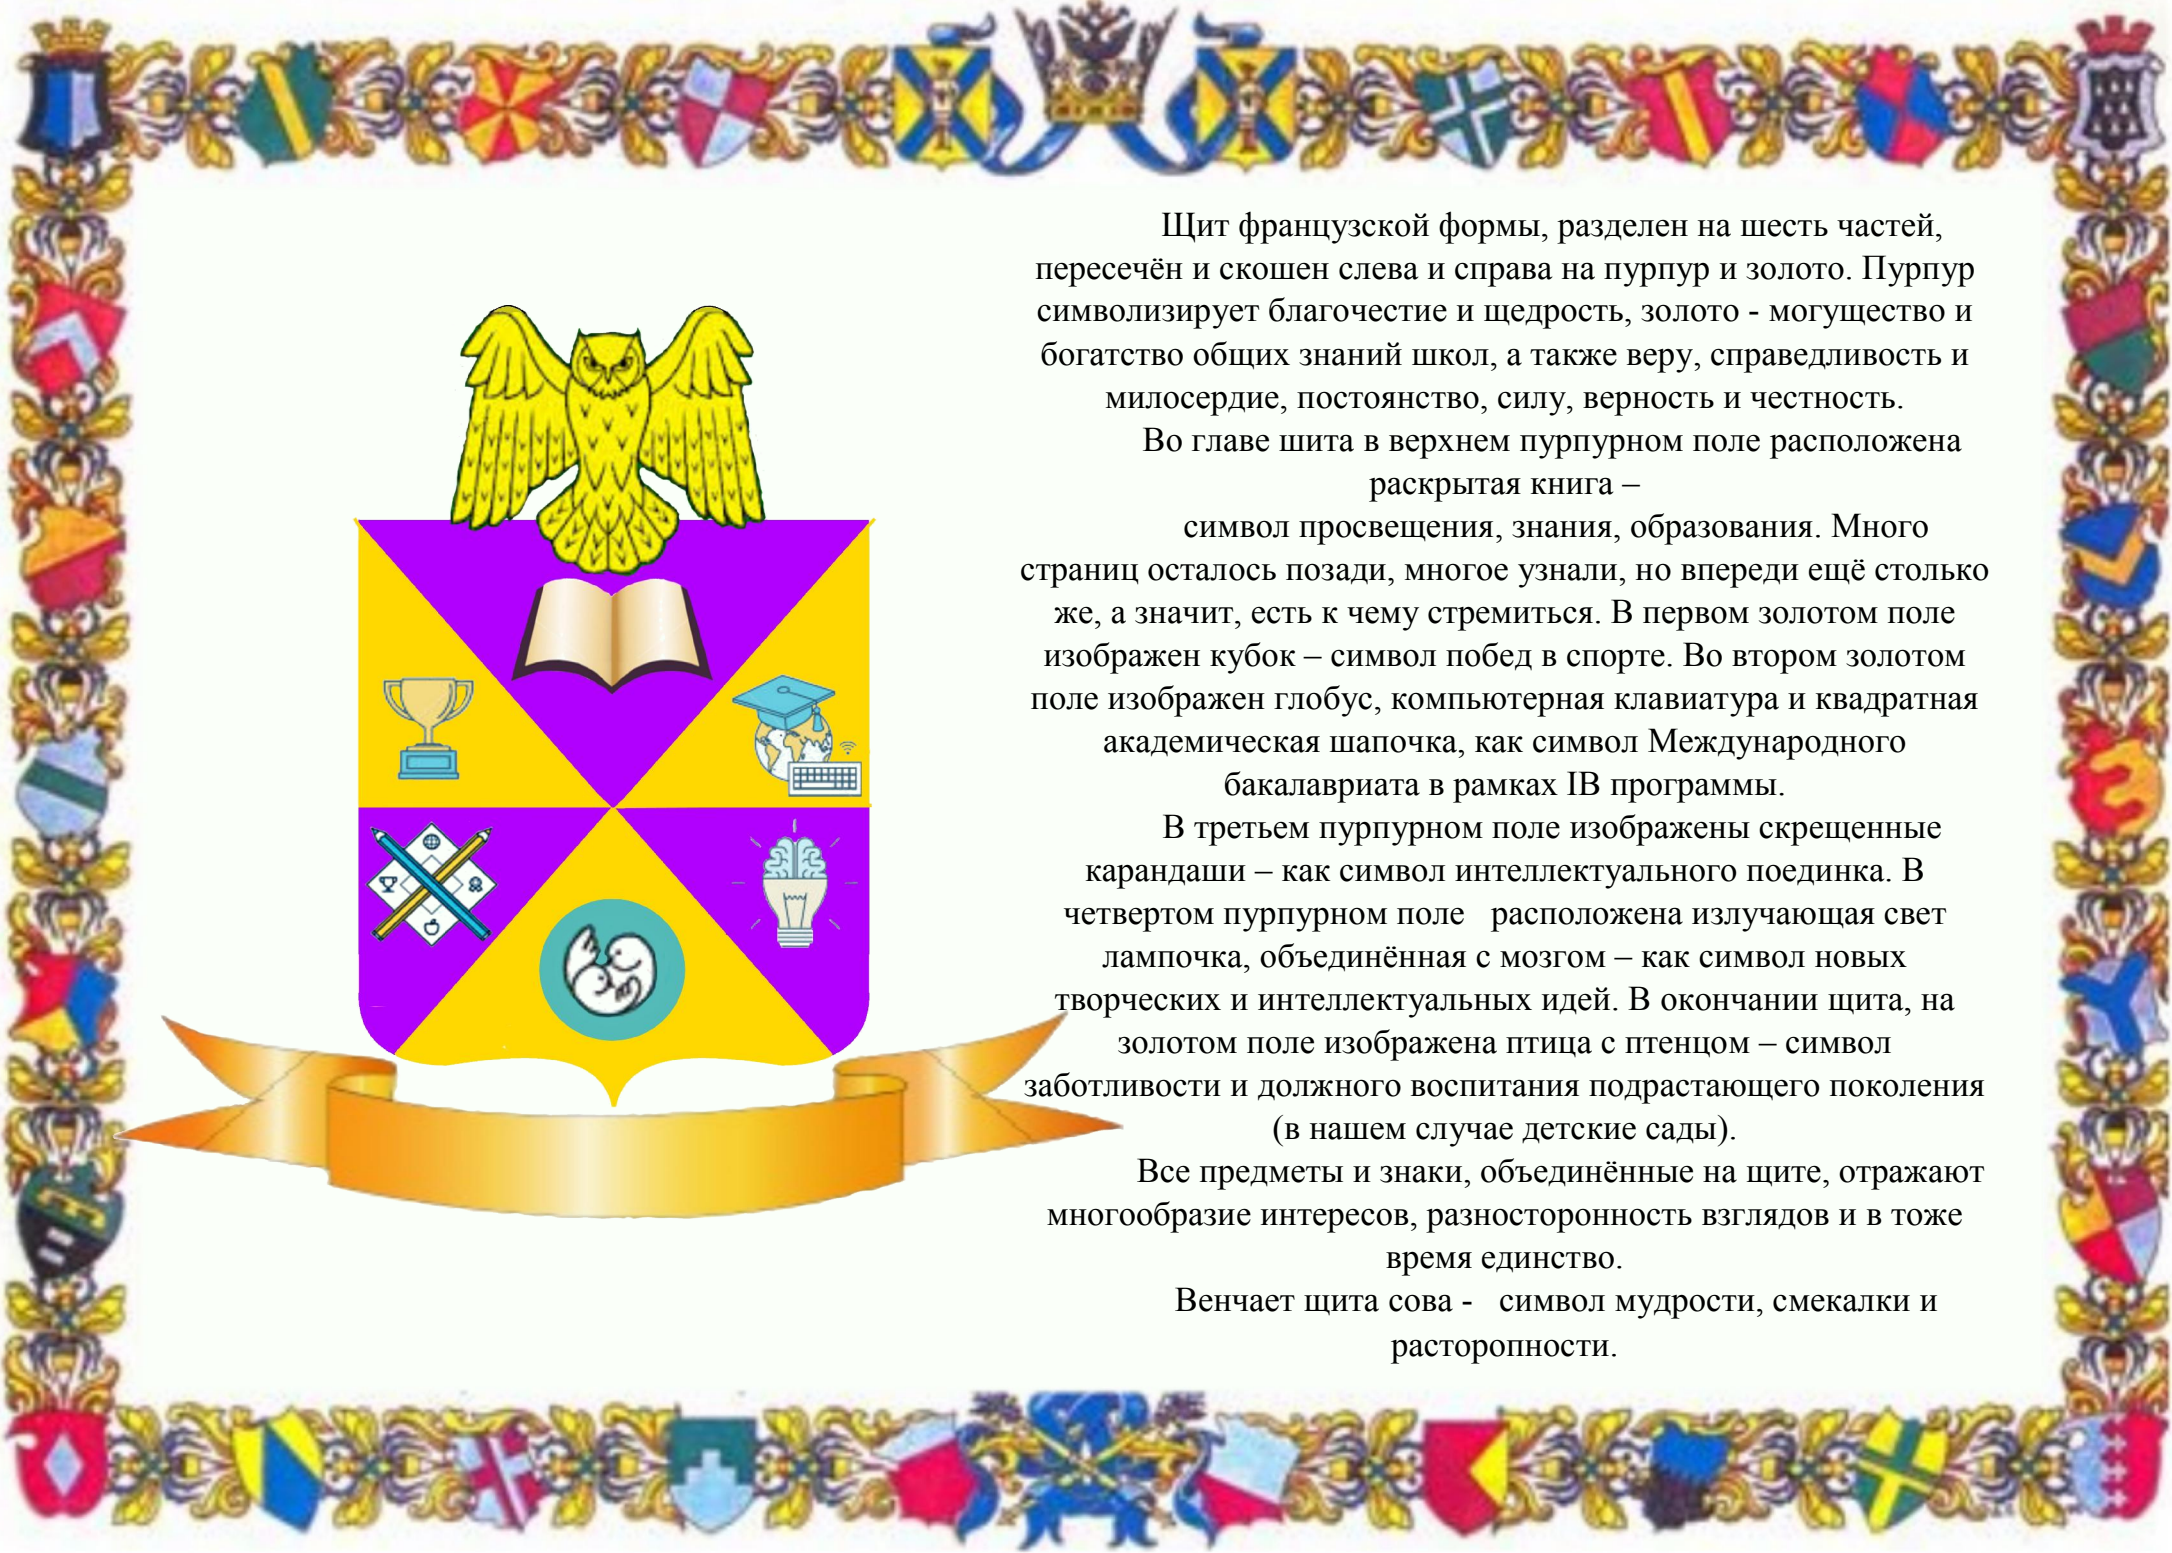 Щит французской формы, разделен на шесть частей,
пересечён и скошен слева и справа на пурпур и золото. Пурпур
символизирует благочестие и щедрость, золото - могущество и
богатство общих знаний школ, а также веру, справедливость и
милосердие, постоянство, силу, верность и честность.
Во главе шита в верхнем пурпурном поле расположена
раскрытая книга –
символ просвещения, знания, образования. Много
страниц осталось позади, многое узнали, но впереди ещё столько
же, а значит, есть к чему стремиться. В первом золотом поле
изображен кубок – символ побед в спорте. Во втором золотом
поле изображен глобус, компьютерная клавиатура и квадратная
академическая шапочка, как символ Международного
бакалавриата в рамках IB программы.
В третьем пурпурном поле изображены скрещенные
карандаши – как символ интеллектуального поединка. В
четвертом пурпурном поле расположена излучающая свет
лампочка, объединённая с мозгом – как символ новых
творческих и интеллектуальных идей. В окончании щита, на
золотом поле изображена птица с птенцом – символ
заботливости и должного воспитания подрастающего поколения
(в нашем случае детские сады).
Все предметы и знаки, объединённые на щите, отражают
многообразие интересов, разносторонность взглядов и в тоже
время единство.
Венчает щита сова - символ мудрости, смекалки и
расторопности.